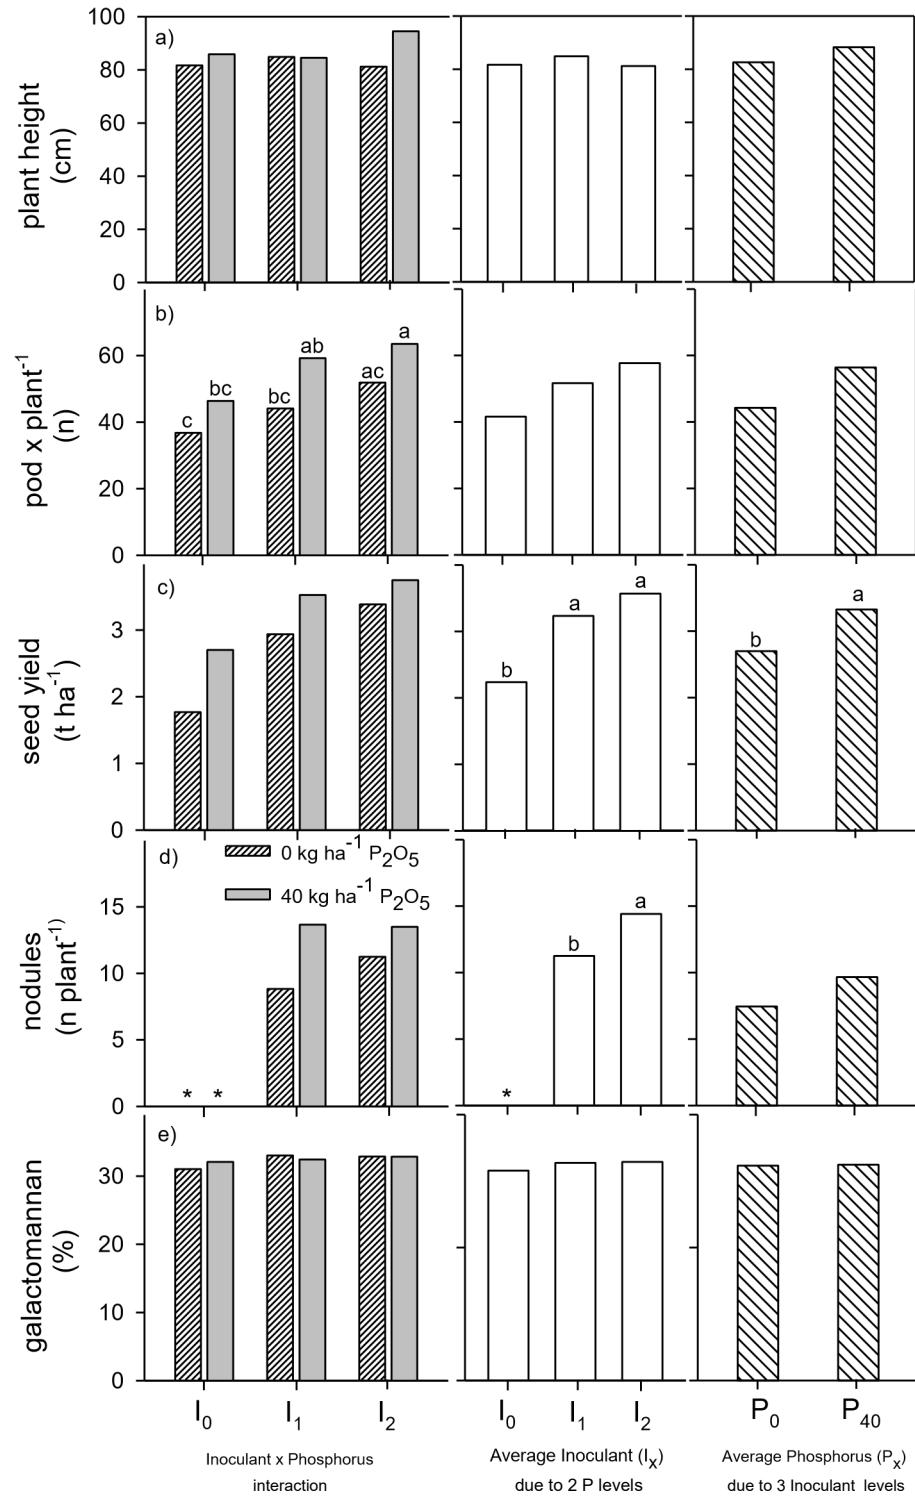 100
a)
80
60
40
20
0
plant height
(cm)
b)
60
40
20
0
pod x plant-1
(n)
c
bc
bc
ab
ac
a
c)
3
2
1
0
seed yield
(t ha-1)
b
a
a
b
a
d)
0 kg ha-1 P2O5
40 kg ha-1 P2O5
15
10
5
0
nodules
(n plant-1)
* *
*
b
a
e)
30
20
10
0
galactomannan
(%)
I0 I1 I2
I0 I1 I2
P0 P40
Inoculant x Phosphorus
interaction
Average Inoculant (Ix)
due to 2 P levels
Average Phosphorus (Px)
due to 3 Inoculant levels